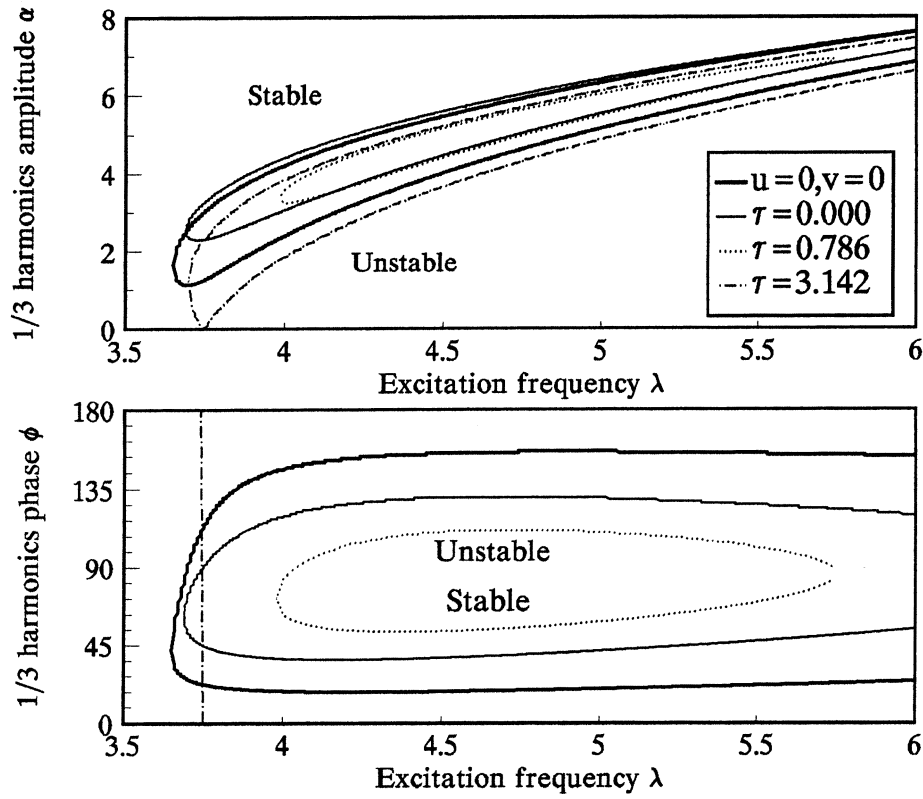 8
6
4
2
0
1/3 harmonics amplitude α
Stable
Unstable
u=0,v=0
τ=0.000
τ=0.786
τ=3.142
3.5 4 4.5 5 5.5 6
Excitation frequency λ
180
135
90
45
0
1/3 harmonics phase ϕ
Unstable
Stable
3.5 4 4.5 5 5.5 6
Excitation frequency λ